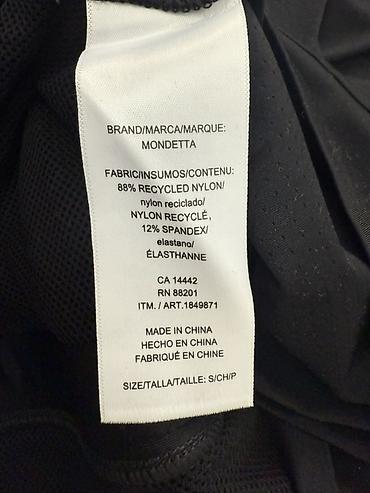 BRAND/MARCA/MARQUE:
MONDETTA
FABRIC/INSUMOS/CONTENU:
88% RECYCLED NYLON/
nylon reciclado/
NYLON RECYCLÉ,
12% SPANDEX/
elastano/
ÉLASTHANNE
CA 14442
RN 88201
ITM. / ART.1849871
MADE IN CHINA
HECHO EN CHINA
FABRIQUÉ EN CHINE
SIZE/TALLA/TAILLE: S/CH/P